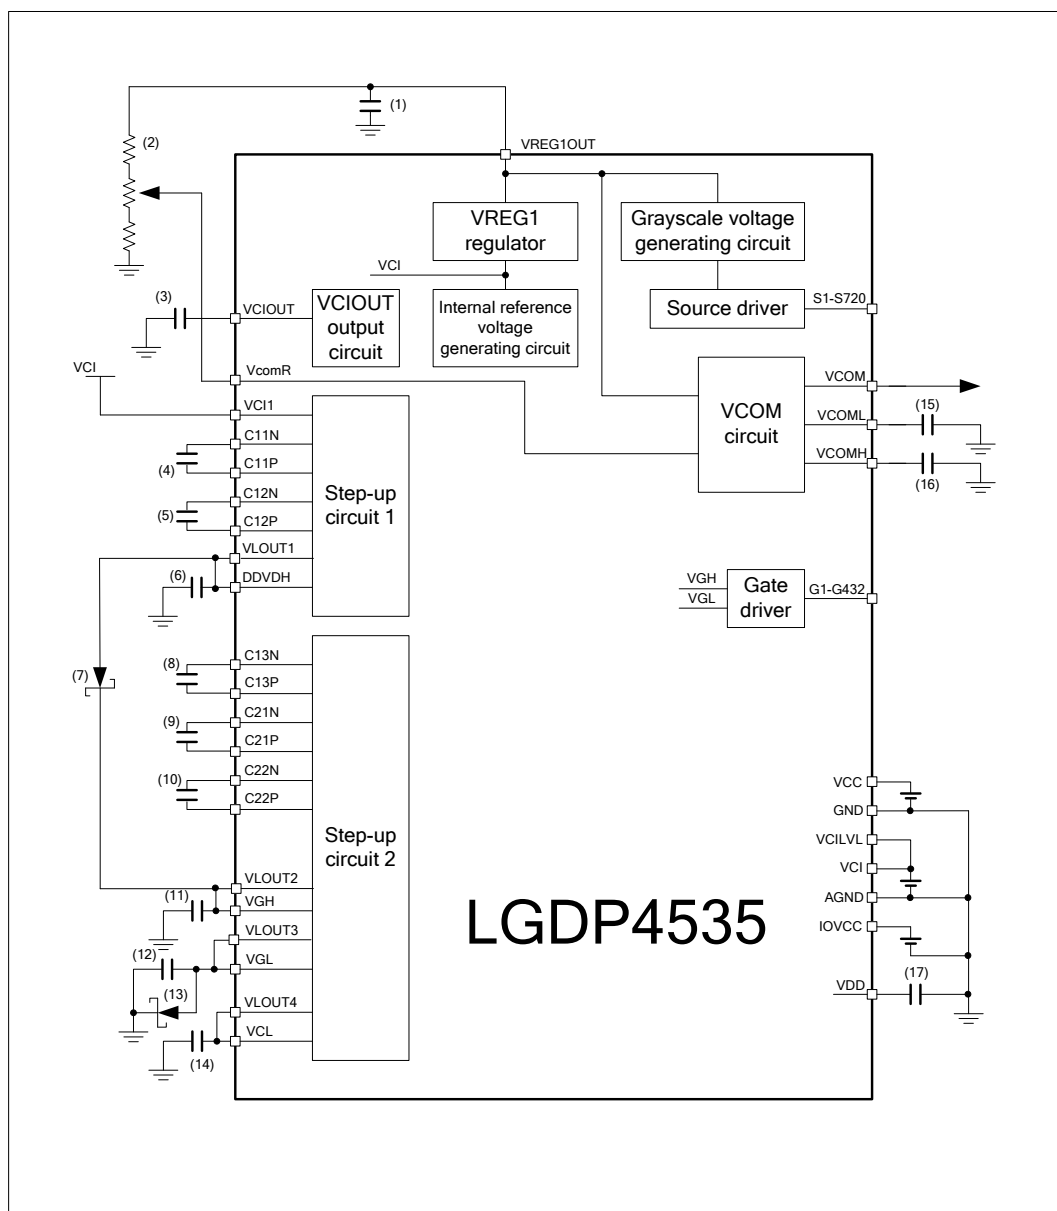 (1)
(2)
VREG1OUT
VREG1
regulator
Grayscale voltage
generating circuit
VCI
(3)
VCIOUT
VCIOUT
output
circuit
Internal reference
voltage
generating circuit
Source driver
S1-S720
VCI
VcomR
VCI1
VCOM
circuit
VCOM
VCOML
(15)
VCOMH
(16)
C11N
(4)
C11P
C12N
(5)
C12P
Step-up
circuit 1
VLOUT1
(6)
DDVDH
VGH
VGL
Gate
driver
G1-G432
(7)
(8)
C13N
C13P
(9)
C21N
C21P
(10)
C22N
C22P
Step-up
circuit 2
VCC
GND
VCILVL
VCI
AGND
IOVCC
VDD
(17)
VLOUT2
(11)
VGH
VLOUT3
(12)
VGL
(13)
VLOUT4
VCL
(14)
LGDP4535